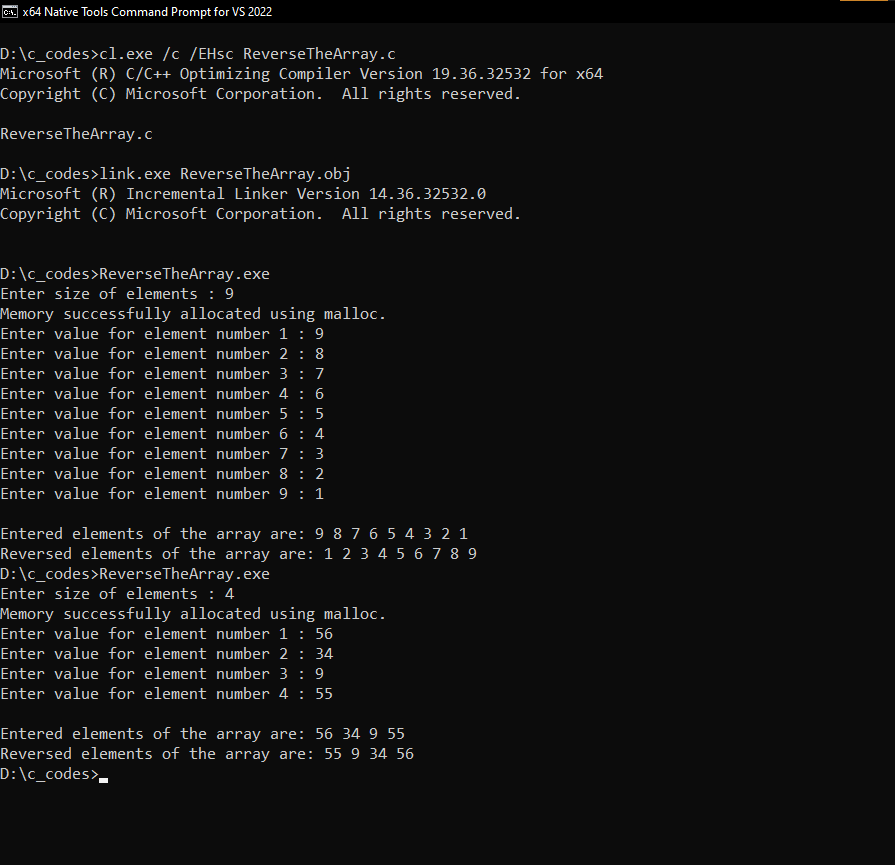 x64 Native Tools Command Prompt for VS 2022
D:\c_codes>cl.exe /c /EHsc ReverseTheArray.c
Microsoft (R) C/C++ Optimizing Compiler Version 19.36.32532 for x64
Copyright (C) Microsoft Corporation.  All rights reserved.
ReverseTheArray.c
D:\c_codes>link.exe ReverseTheArray.obj
Microsoft (R) Incremental Linker Version 14.36.32532.0
Copyright (C) Microsoft Corporation.  All rights reserved.
D:\c_codes>ReverseTheArray.exe
Enter size of elements : 9
Memory successfully allocated using malloc.
Enter value for element number 1 : 9
Enter value for element number 2 : 8
Enter value for element number 3 : 7
Enter value for element number 4 : 6
Enter value for element number 5 : 5
Enter value for element number 6 : 4
Enter value for element number 7 : 3
Enter value for element number 8 : 2
Enter value for element number 9 : 1
Entered elements of the array are: 9 8 7 6 5 4 3 2 1
Reversed elements of the array are: 1 2 3 4 5 6 7 8 9
D:\c_codes>ReverseTheArray.exe
Enter size of elements : 4
Memory successfully allocated using malloc.
Enter value for element number 1 : 56
Enter value for element number 2 : 34
Enter value for element number 3 : 9
Enter value for element number 4 : 55
Entered elements of the array are: 56 34 9 55
Reversed elements of the array are: 55 9 34 56
D:\c_codes>